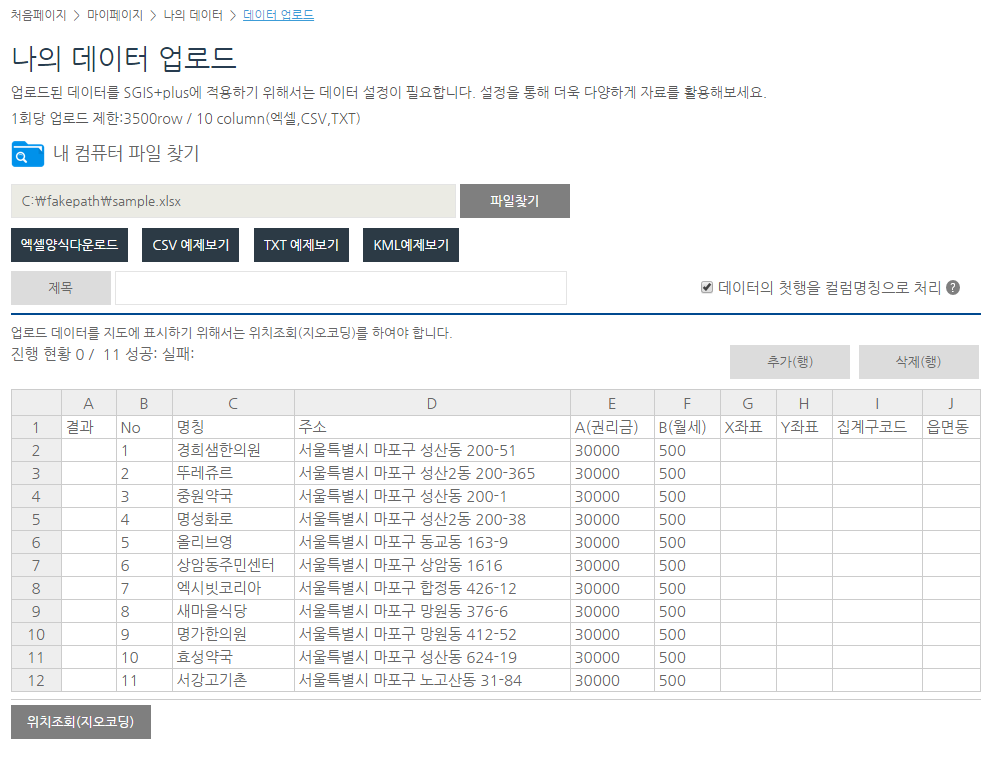 처음페이지 > 마이페이지 > 나의 데이터 > 데이터 업로드
나의 데이터 업로드
업로드된 데이터를 SGIS+plus에 적용하기 위해서는 데이터 설정이 필요합니다. 설정을 통해 더욱 다양하게 자료를 활용해보세요.
1회당 업로드 제한:3500row / 10 column(엑셀,CSV,TXT)
내 컴퓨터 파일 찾기
C:₩fakepath₩sample.xlsx 파일찾기
엑셀양식다운로드 CSV 예제보기 TXT 예제보기 KML예제보기
제목 데이터의 첫행을 컬럼명칭으로 처리 ?
업로드 데이터를 지도에 표시하기 위해서는 위치조회(지오코딩)를 하여야 합니다.
진행 현황 0 / 11 성공: 실패:
추가(행) 삭제(행)
A B C D E F G H I J
1 결과 No 명칭 주소 A(권리금) B(월세) X좌표 Y좌표 집계구코드 읍면동
2 1 경희샘한의원 서울특별시 마포구 성산동 200-51 30000 500
3 2 뚜레쥬르 서울특별시 마포구 성산2동 200-365 30000 500
4 3 중원약국 서울특별시 마포구 성산동 200-1 30000 500
5 4 명성화로 서울특별시 마포구 성산2동 200-38 30000 500
6 5 올리브영 서울특별시 마포구 동교동 163-9 30000 500
7 6 상암동주민센터 서울특별시 마포구 상암동 1616 30000 500
8 7 엑시빗코리아 서울특별시 마포구 합정동 426-12 30000 500
9 8 새마을식당 서울특별시 마포구 망원동 376-6 30000 500
10 9 명가한의원 서울특별시 마포구 망원동 412-52 30000 500
11 10 효성약국 서울특별시 마포구 성산동 624-19 30000 500
12 11 서강고기촌 서울특별시 마포구 노고산동 31-84 30000 500
위치조회(지오코딩)